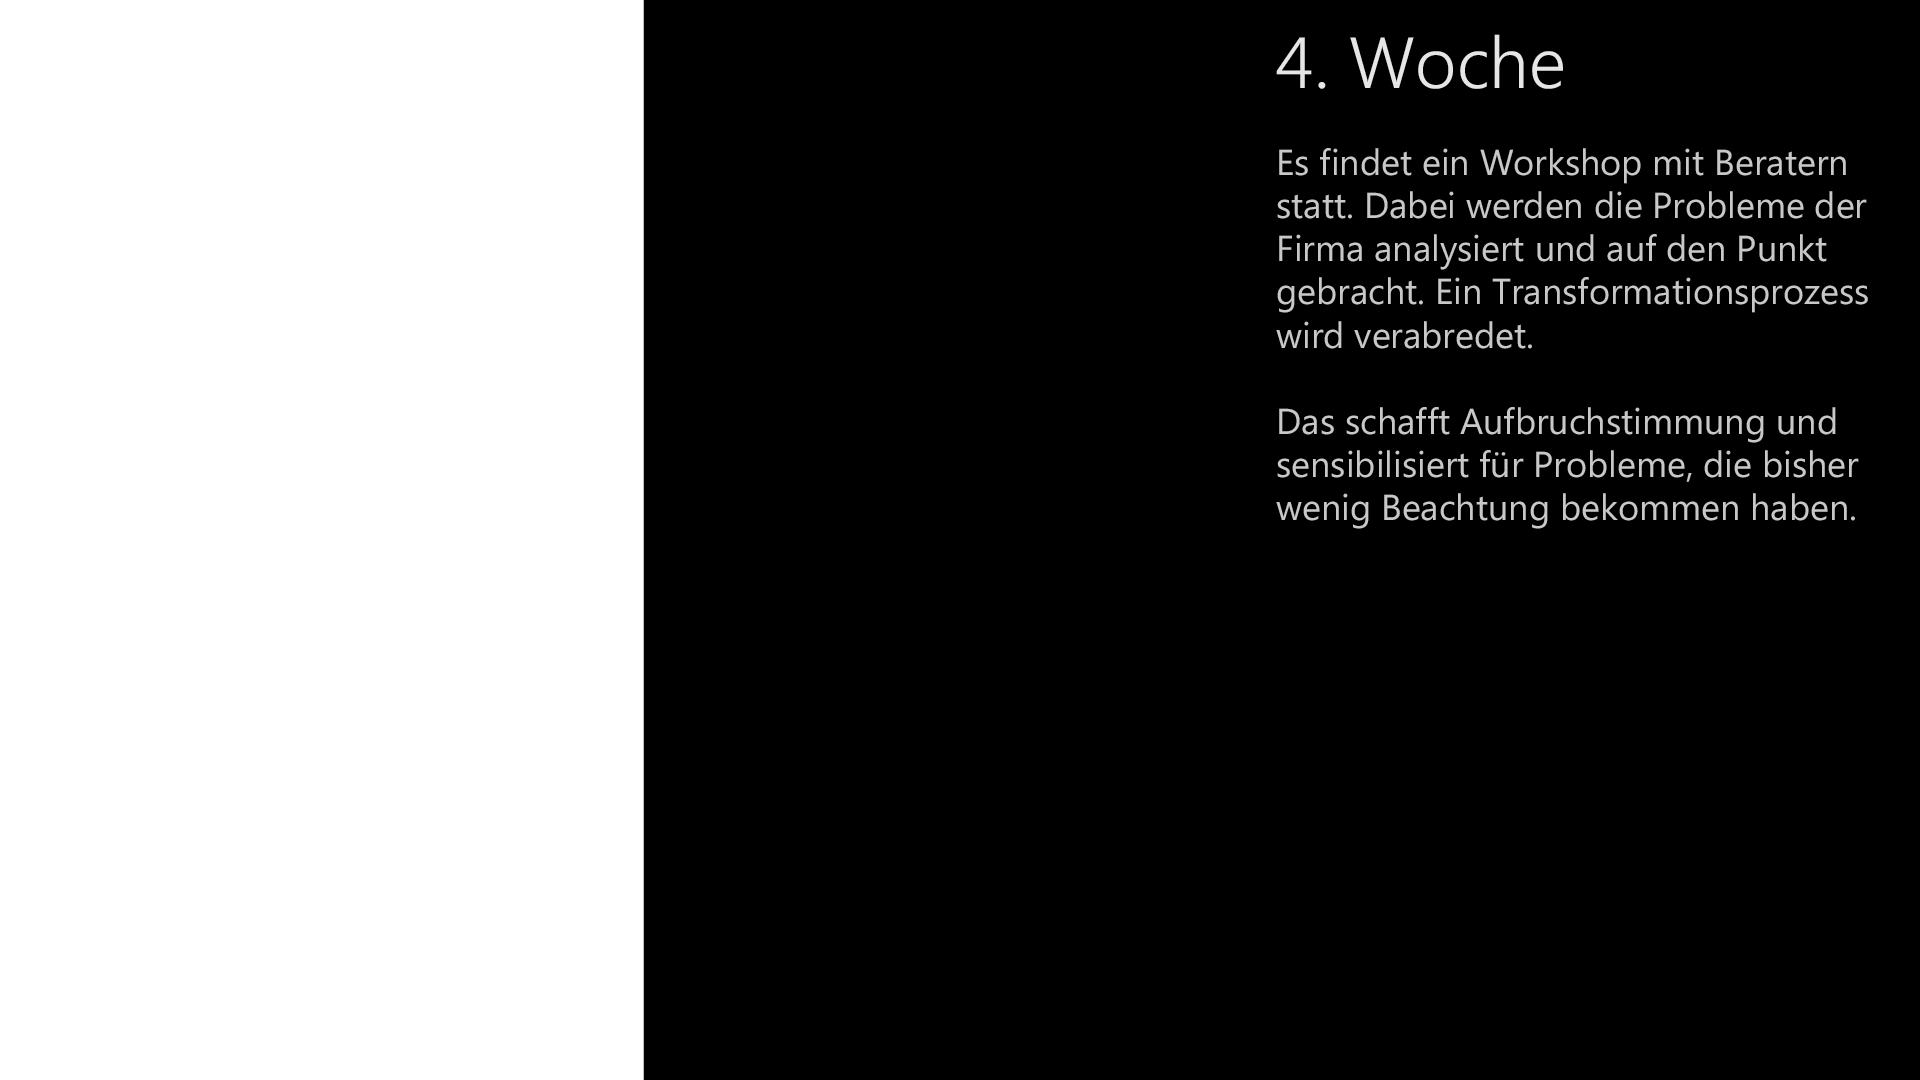 4. Woche
Es findet ein Workshop mit Beratern
statt. Dabei werden die Probleme der
Firma analysiert und auf den Punkt
gebracht. Ein Transformationsprozess
wird verabredet.
Das schafft Aufbruchstimmung und
sensibilisiert für Probleme, die bisher
wenig Beachtung bekommen haben.